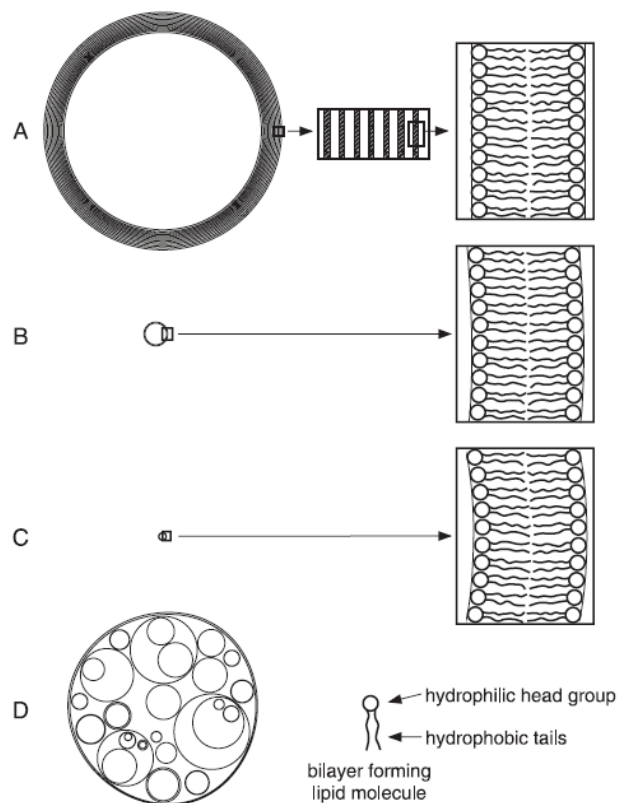 A
B
C
D
hydrophilic head group
hydrophobic tails
bilayer forming
lipid molecule